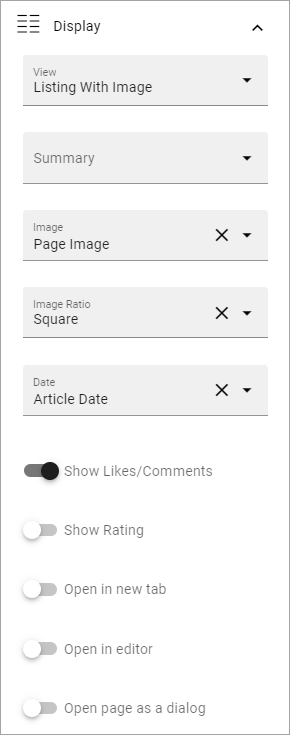 Display
View
Listing With Image
Summary
Image
Page Image
Image Ratio
Square
Date
Article Date
Show Likes/Comments
Show Rating
Open in new tab
Open in editor
Open page as a dialog